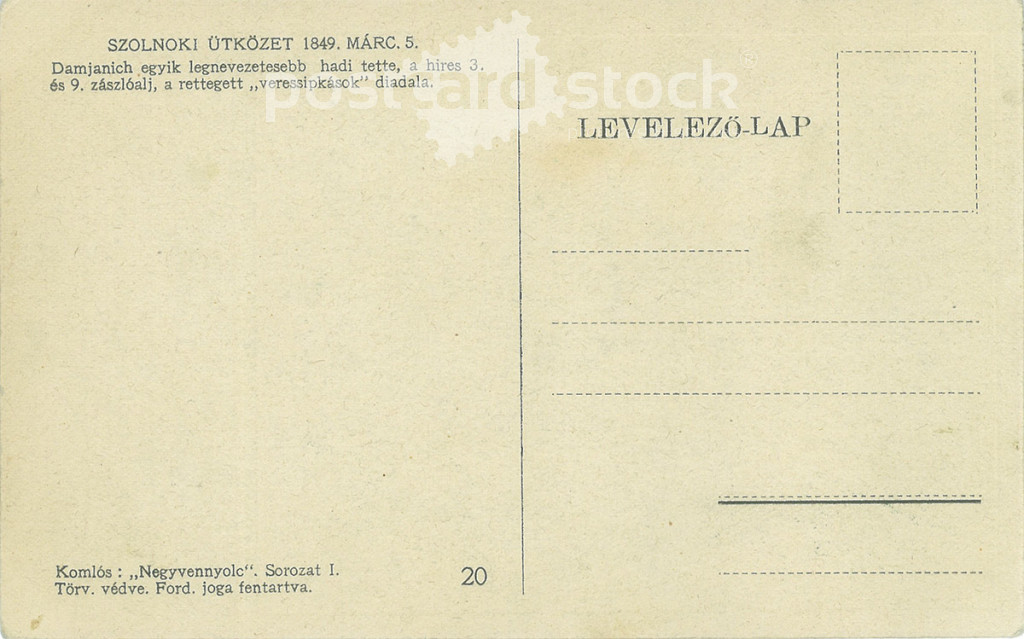 SZOLNOKI ÜTKÖZET 1849. MÁRC. 5.
Damjanich egyik legnevezetesebb hadi tette, a hires 3.
és 9. zászlóalj, a rettegett „veressipkások” diadala.
postcard stock®
LEVELEZŐ-LAP
Komlós : „Negyvennyolc“. Sorozat I.
Törv. védve. Ford. joga fentartva.
20